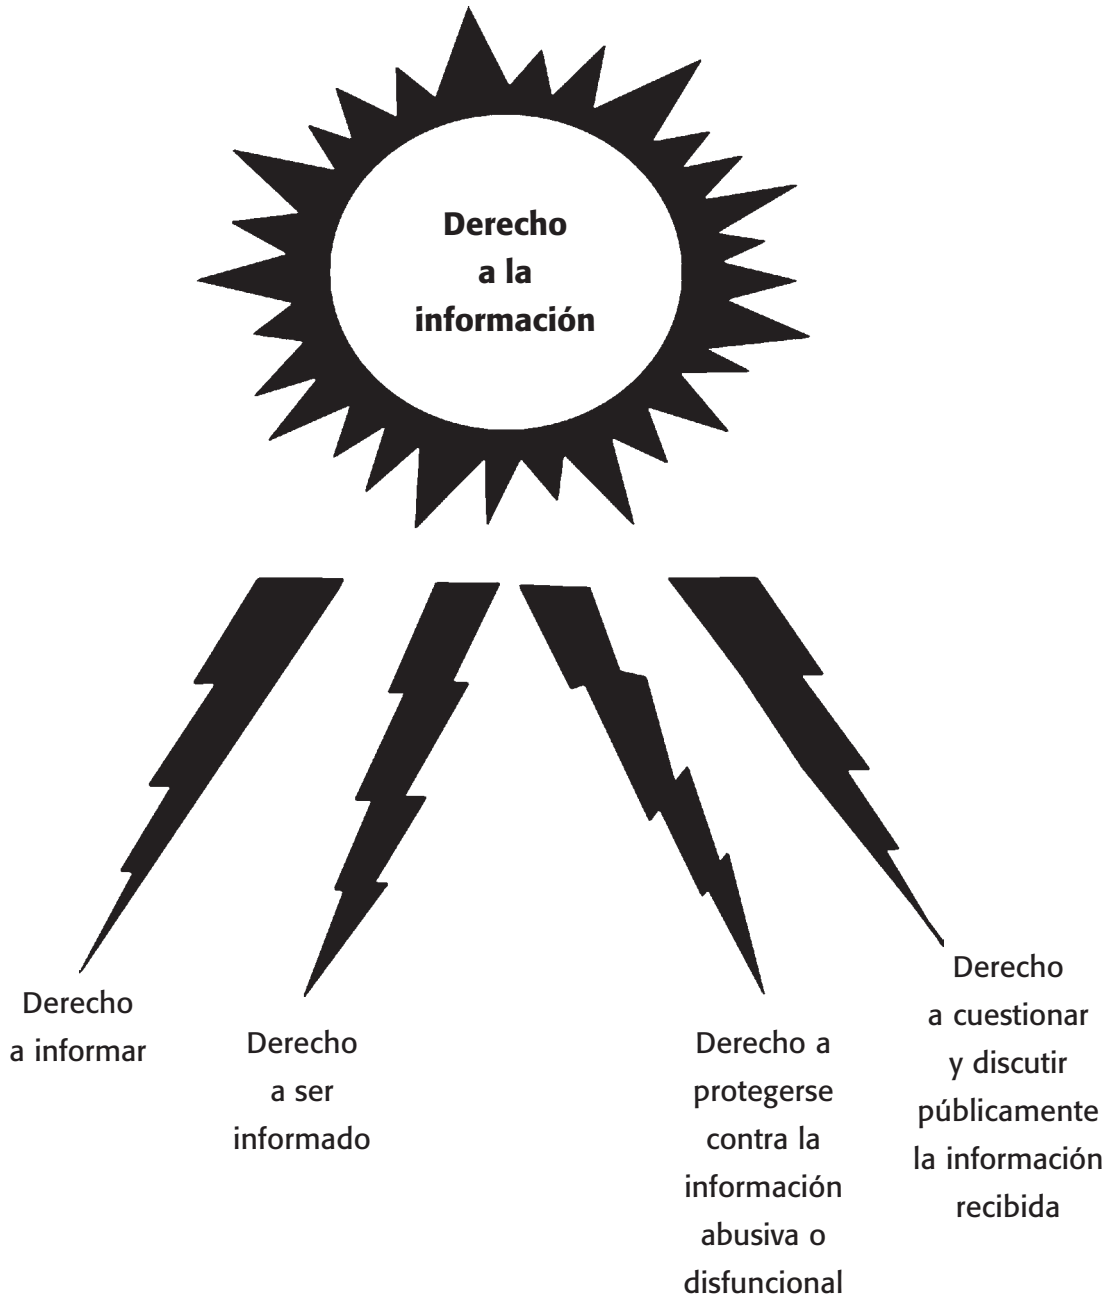 Derecho
a la
información
Derecho
a informar
Derecho
a ser
informado
Derecho a
protegerse
contra la
información
abusiva o
disfuncional
Derecho
a cuestionar
y discutir
públicamente
la información
recibida